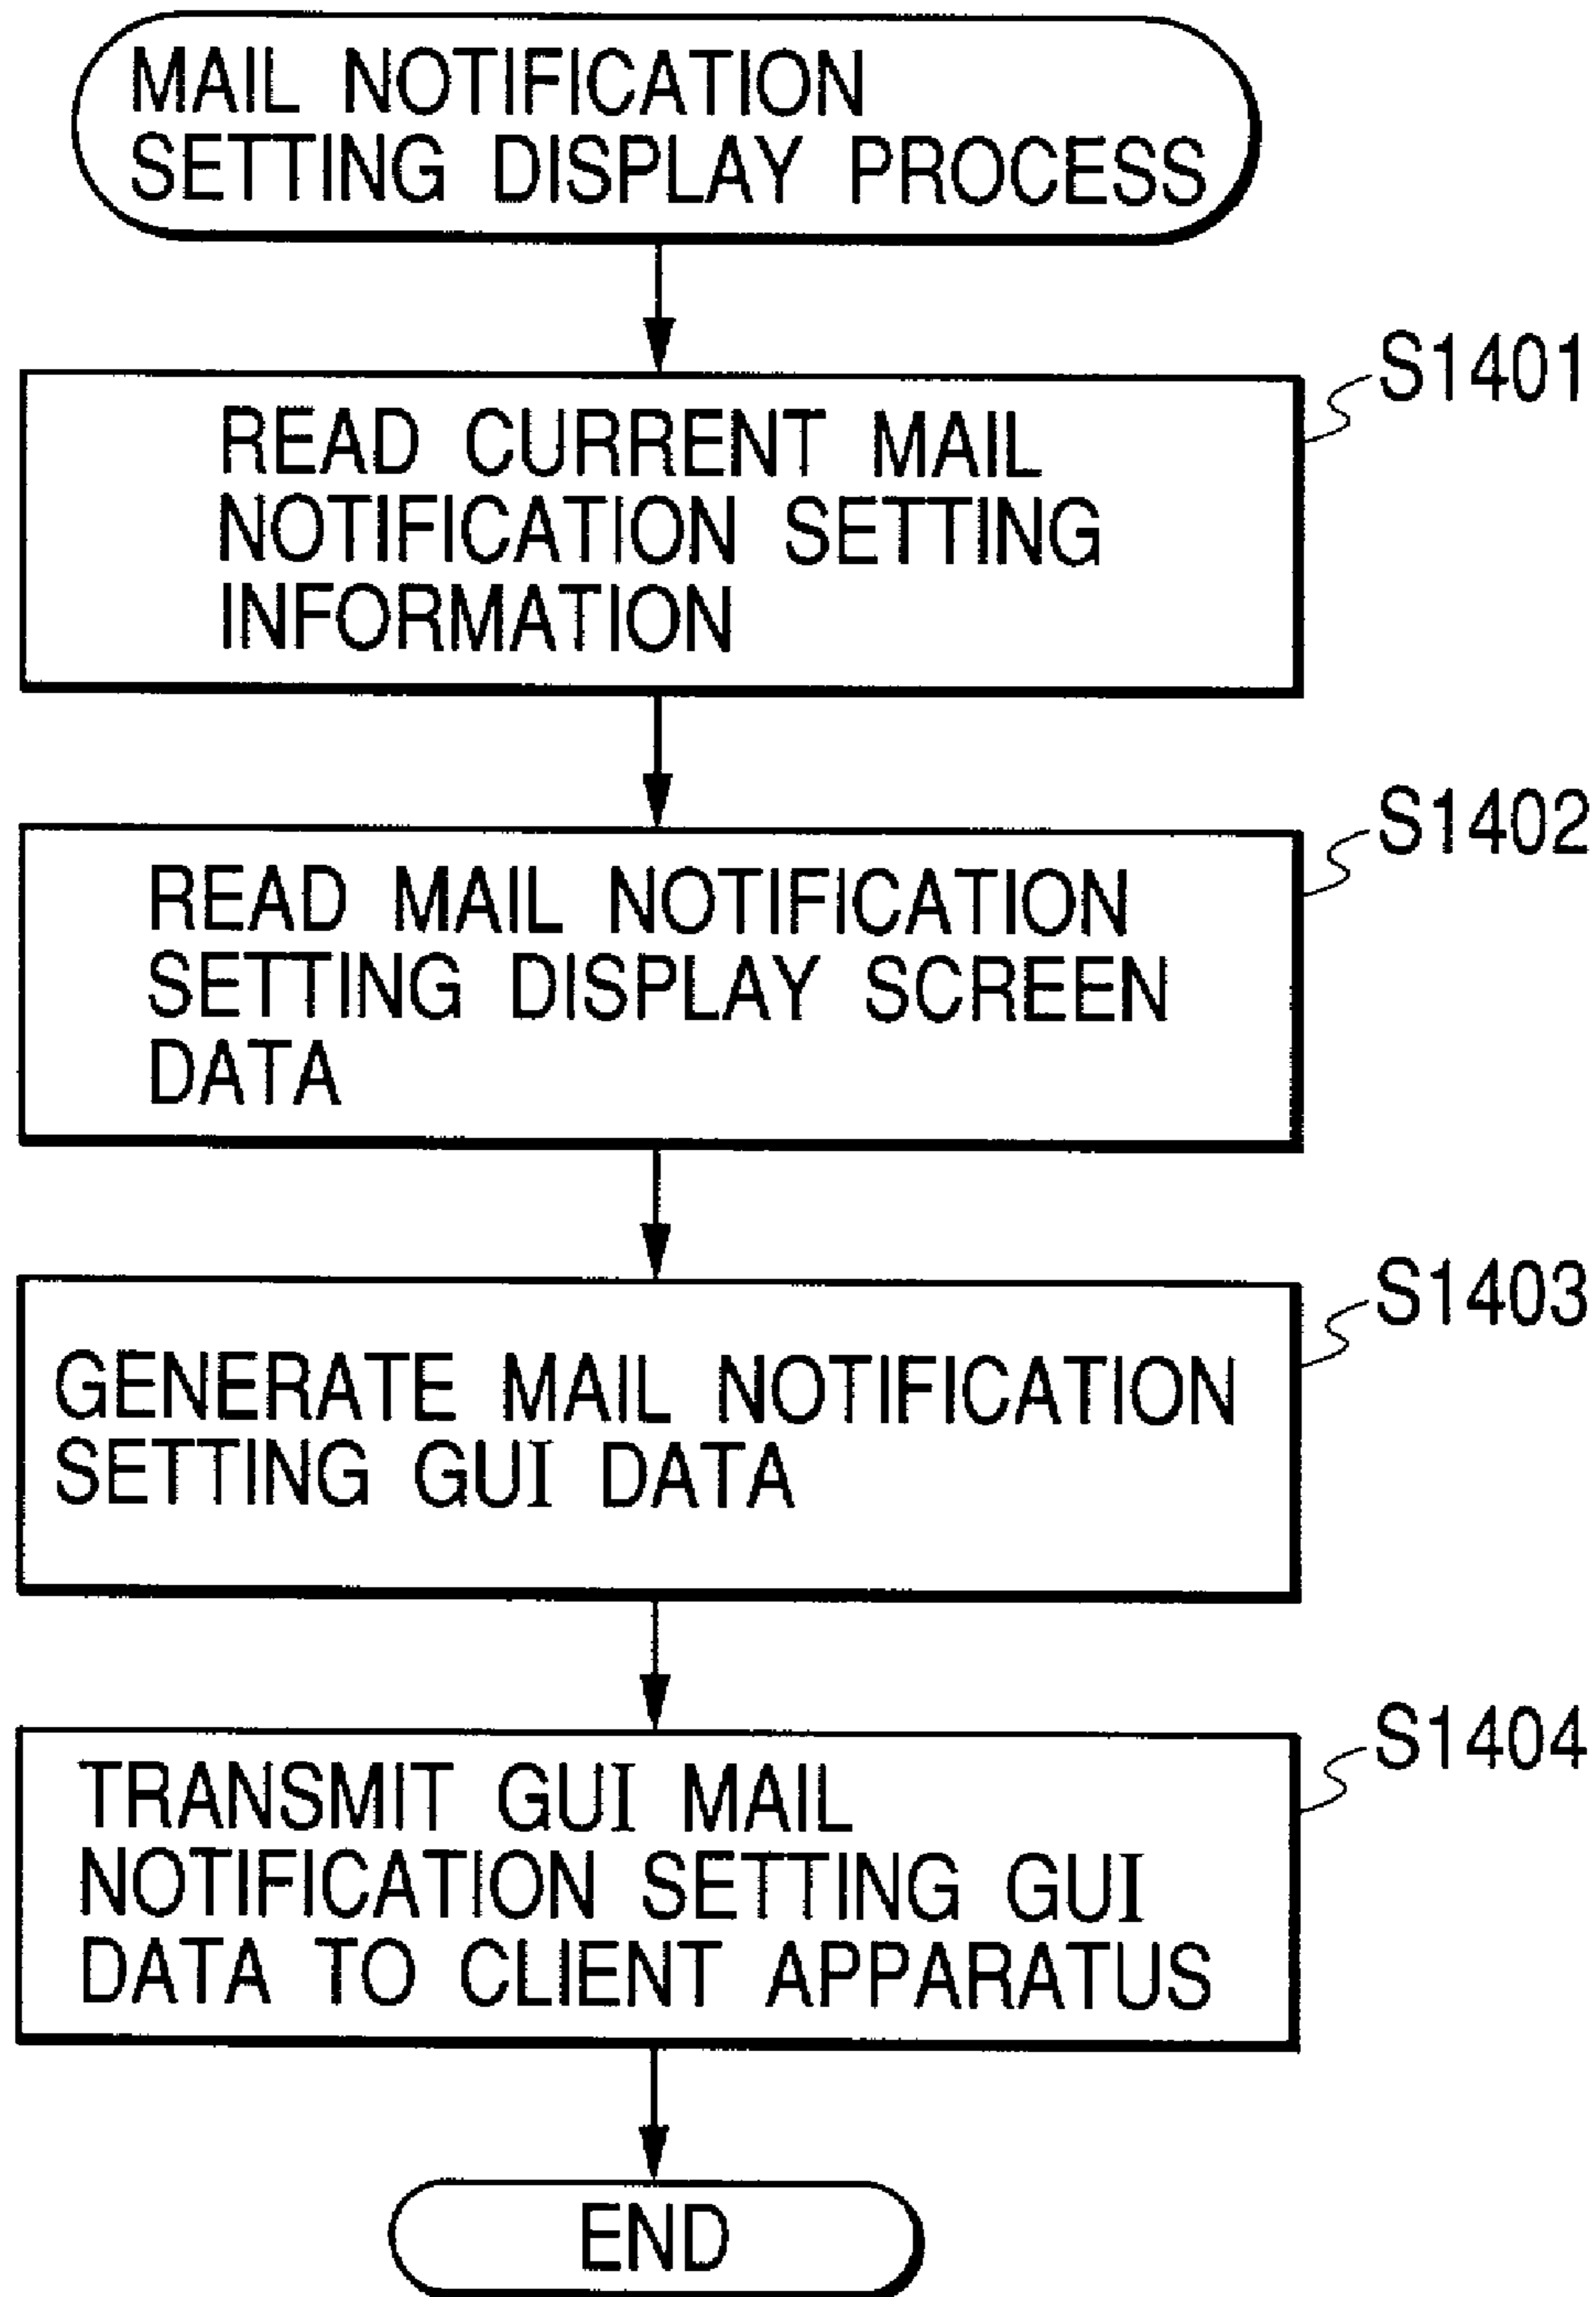 MAIL NOTIFICATION
SETTING DISPLAY PROCESS
S1401
READ CURRENT MAIL
NOTIFICATION SETTING
INFORMATION
S1402
READ MAIL NOTIFICATION
SETTING DISPLAY SCREEN
DATA
S1403
GENERATE MAIL NOTIFICATION
SETTING GUI DATA
S1404
TRANSMIT GUI MAIL
NOTIFICATION SETTING GUI
DATA TO CLIENT APPARATUS
END